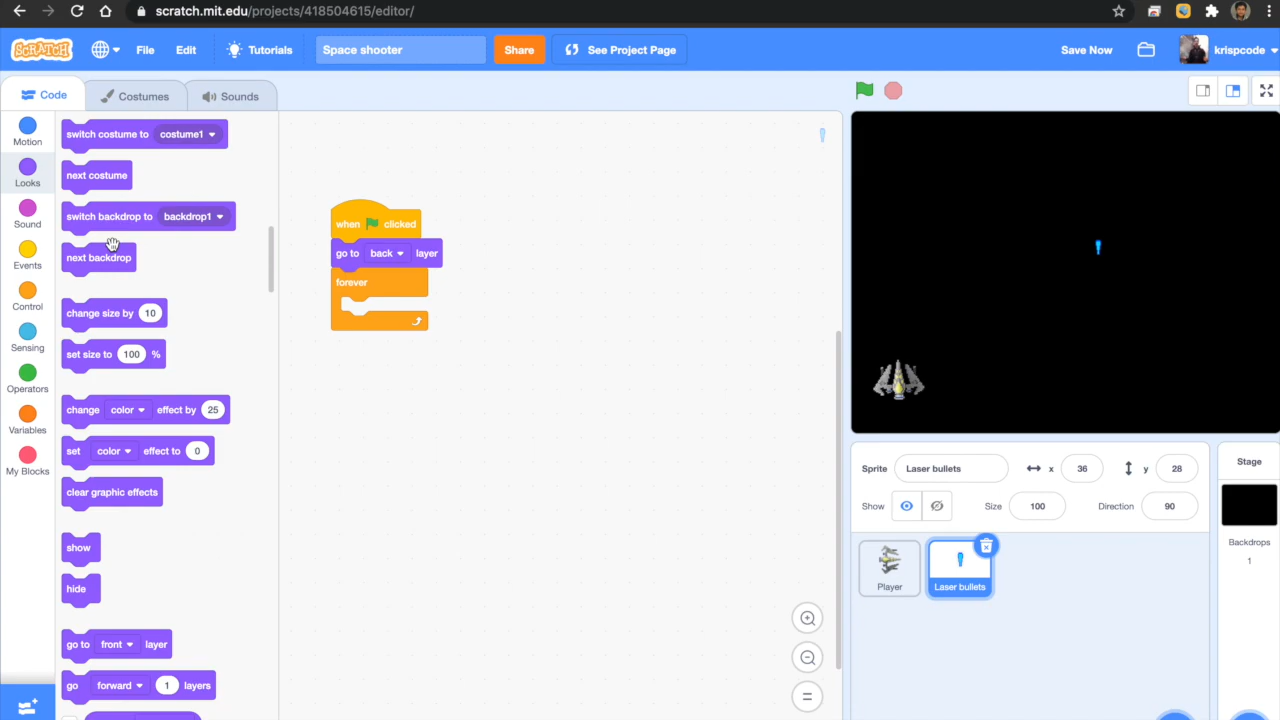 scratch.mit.edu/projects/418504615/editor/
SCRATCH File Edit Tutorials Space shooter Share See Project Page Save Now krispcode
Code Costumes Sounds
Motion
Looks
Sound
Events
Control
Sensing
Operators
Variables
My Blocks
switch costume to costume1
next costume
switch backdrop to backdrop1
next backdrop
change size by 10
set size to 100 %
change color effect by 25
set color effect to 0
clear graphic effects
show
hide
go to front layer
go forward 1 layers
when clicked
go to back layer
forever
Sprite Laser bullets x 36 y 28
Show Size 100 Direction 90
Player
Laser bullets
Stage
Backdrops
1